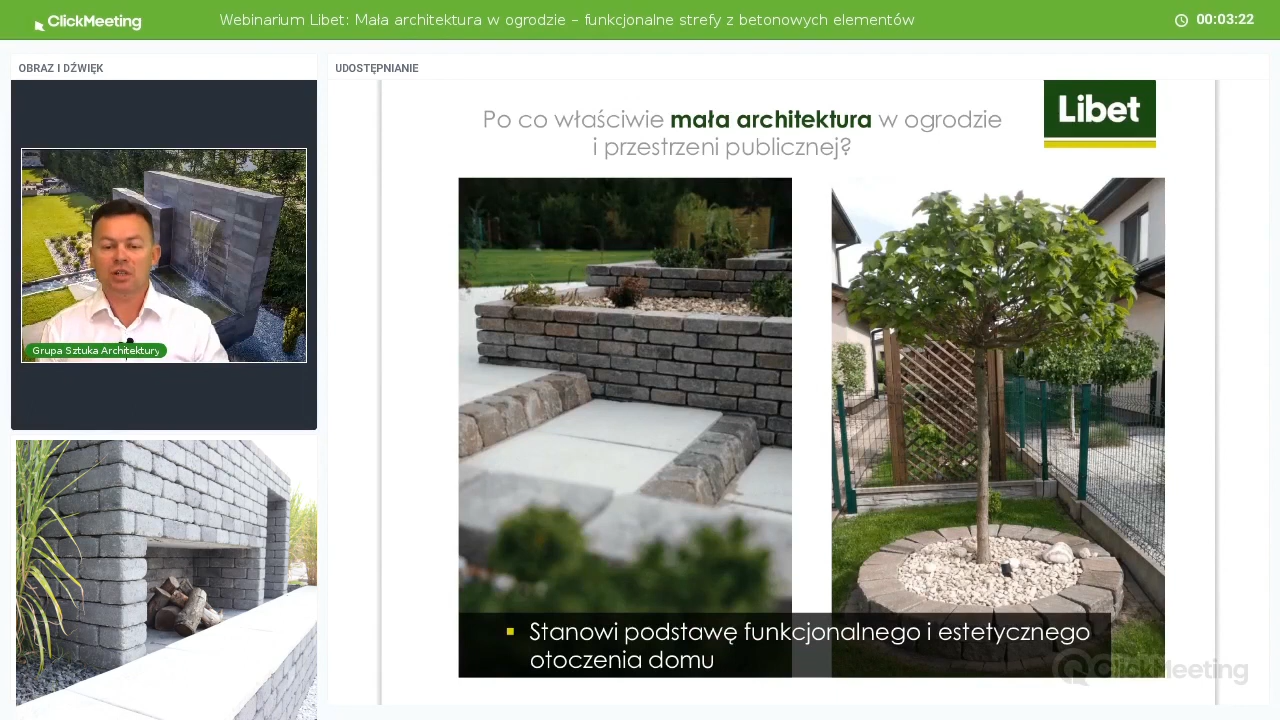 ClickMeeting
Webinarium Libet: Mała architektura w ogrodzie – funkcjonalne strefy z betonowych elementów
00:03:22
OBRAZ I DŹWIĘK
UDOSTĘPNIANIE
Po co właściwie mała architektura w ogrodzie
i przestrzeni publicznej?
Libet
Grupa Sztuka Architektury
Stanowi podstawę funkcjonalnego i estetycznego
otoczenia domu
ClickMeeting